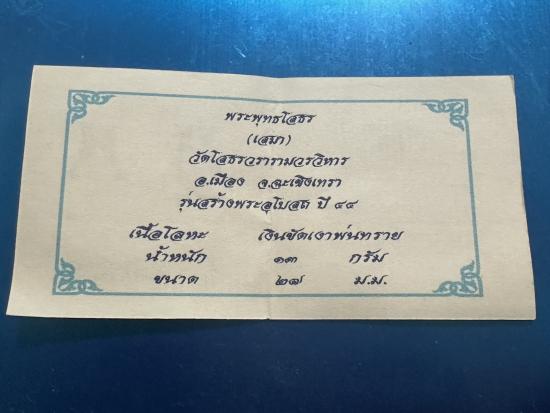 พระพุทธโสธร
(เสมา)
วัดโสธรวรารามวรวิหาร
อ.เมือง จ.ฉะเชิงเทรา
รุ่นสร้างพระอุโบสถ ปี ๔๔
เนื้อโลหะ เงินขัดเงาพ่นทราย
น้ำหนัก ๑๓ กรัม
ขนาด ๒๗ ม.ม.